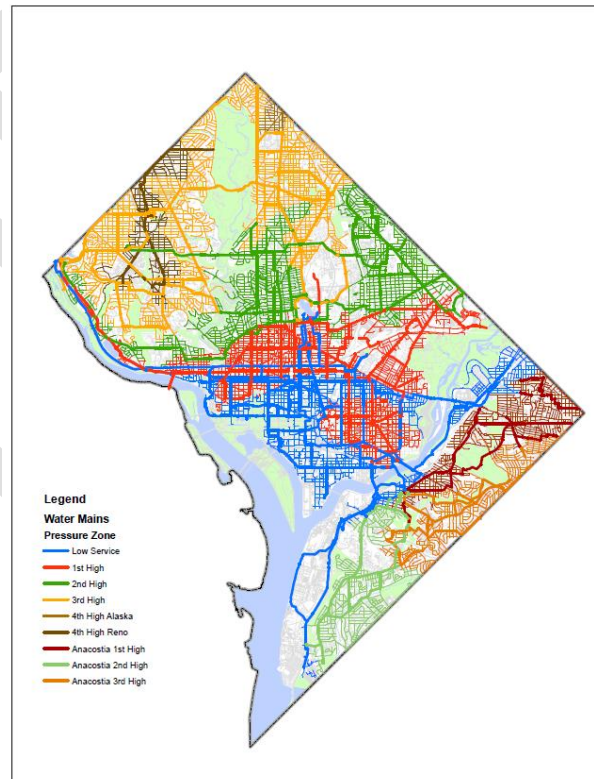 Legend
Water Mains
Pressure Zone
Low Service
1st High
2nd High
3rd High
4th High Alaska
4th High Reno
Anacostia 1st High
Anacostia 2nd High
Anacostia 3rd High